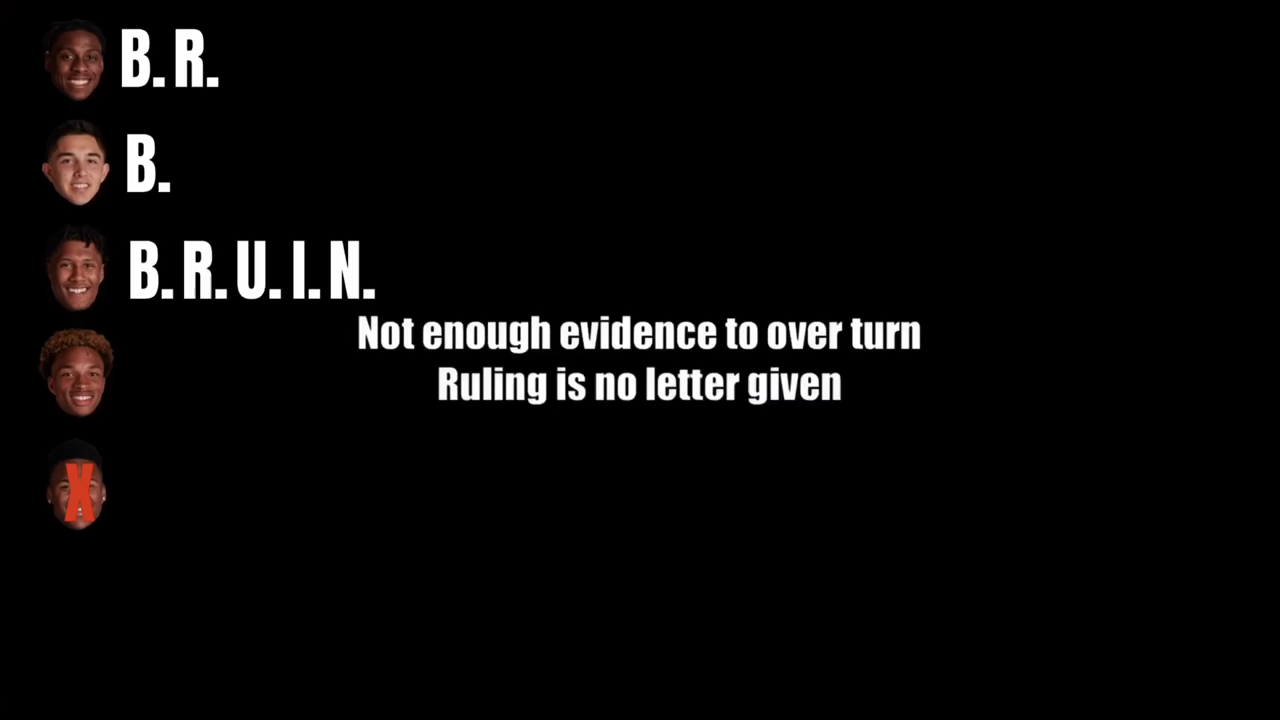 B. R.
B.
B. R. U. I. N.
Not enough evidence to over turn
Ruling is no letter given
X